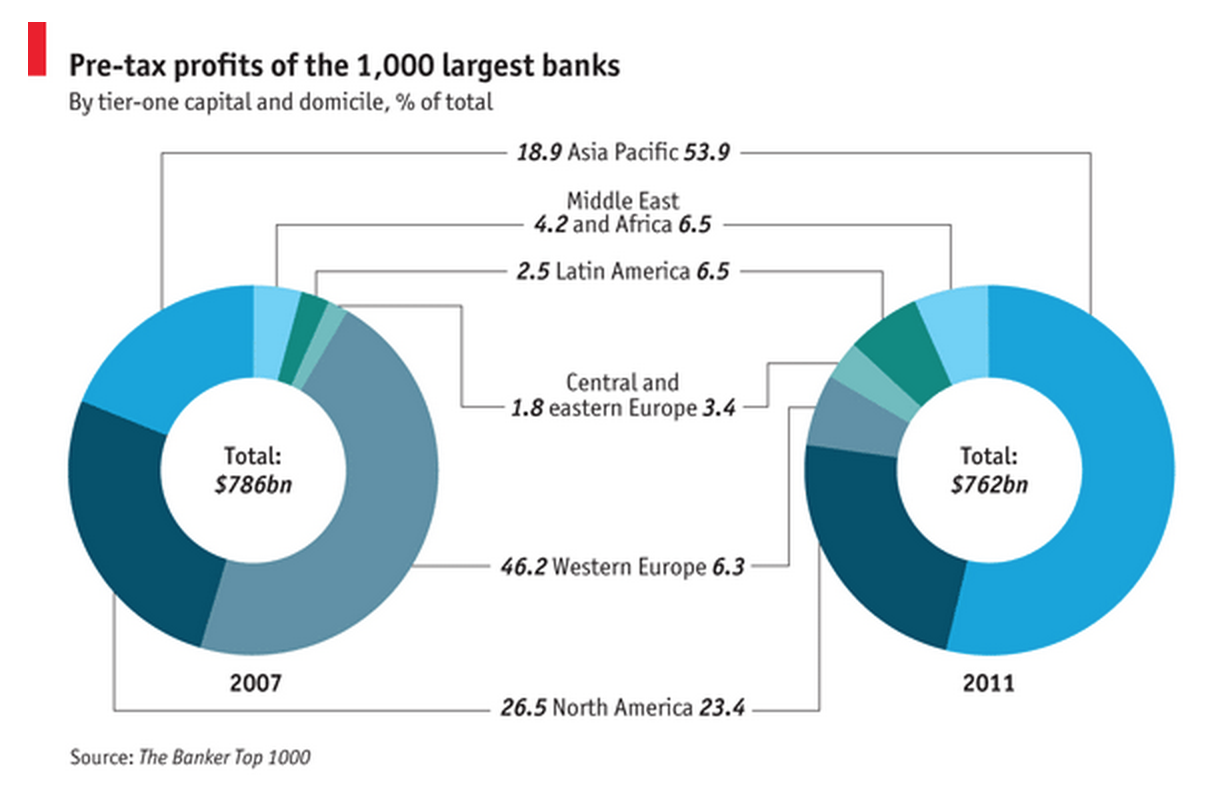 Pre-tax profits of the 1,000 largest banks
By tier-one capital and domicile, % of total
18.9 Asia Pacific 53.9
Middle East
4.2 and Africa 6.5
2.5 Latin America 6.5
Central and
1.8 eastern Europe 3.4
Total:
$786bn
Total:
$762bn
46.2 Western Europe 6.3
2007
2011
26.5 North America 23.4
Source: The Banker Top 1000